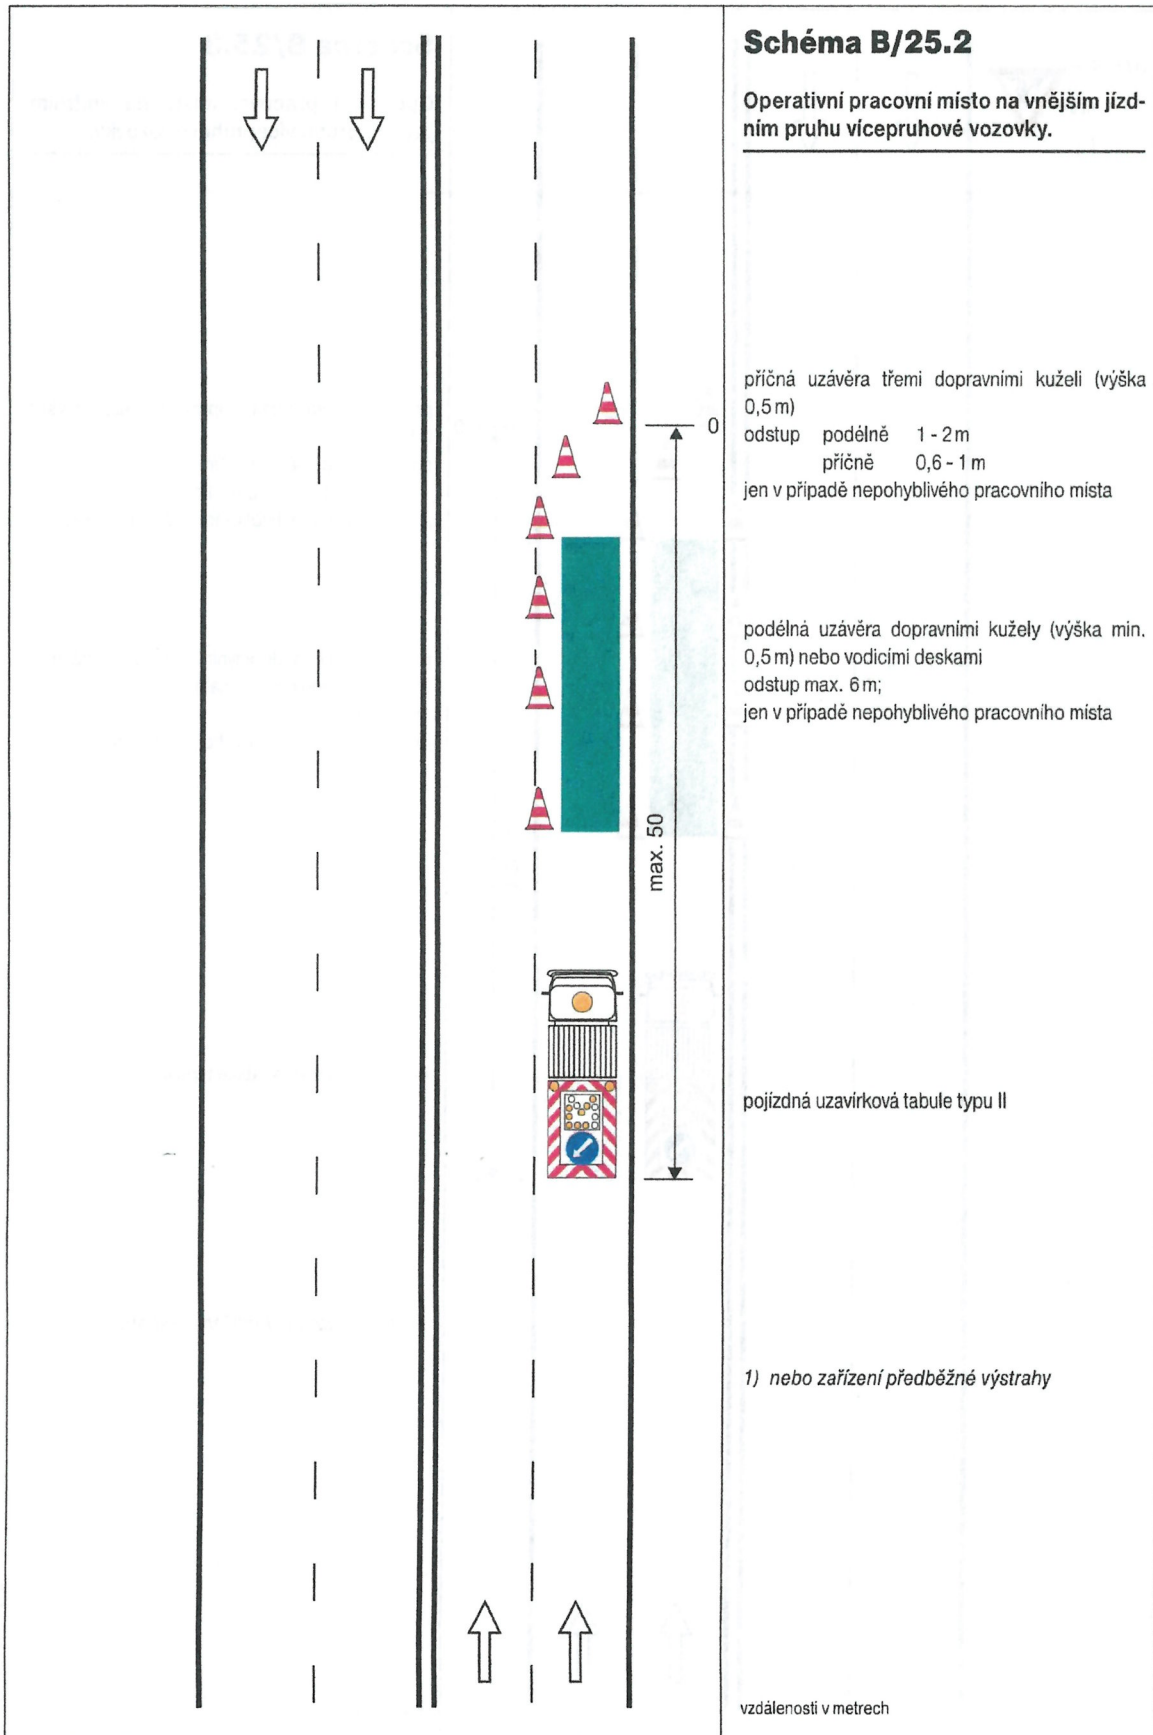 Schéma B/25.2
Operativní pracovní místo na vnějším jízd-
ním pruhu vícepruhové vozovky.
příčná uzávěra třemi dopravními kuželi (výška
0,5 m)
odstup podélně 1 - 2 m
příčně 0,6 - 1 m
jen v případě nepohyblivého pracovního místa
0
podélná uzávěra dopravními kužely (výška min.
0,5 m) nebo vodicími deskami
odstup max. 6 m;
jen v případě nepohyblivého pracovního místa
max. 50
pojízdná uzavírková tabule typu II
1) nebo zařízení předběžné výstrahy
vzdálenosti v metrech